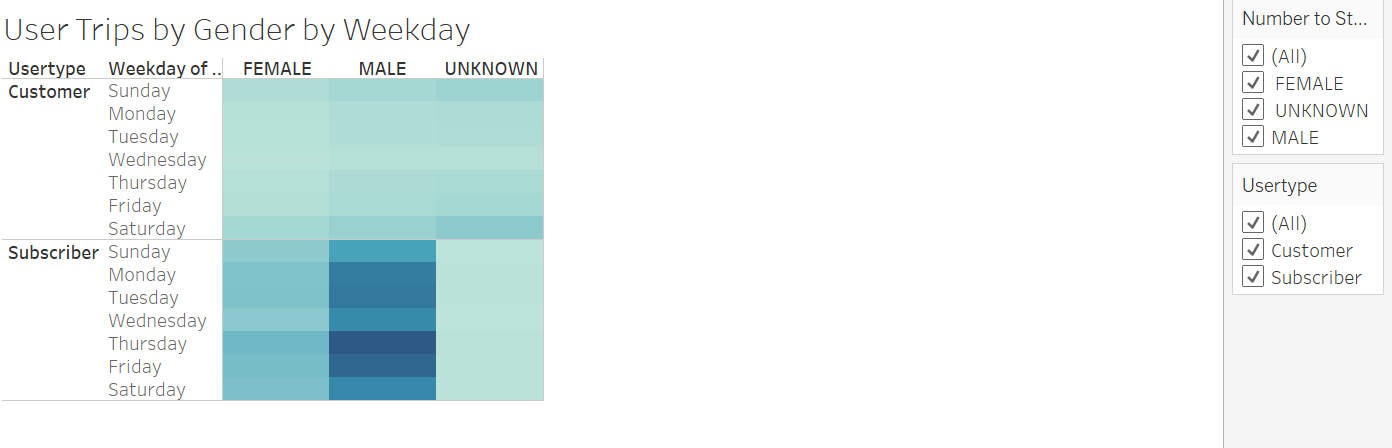 User Trips by Gender by Weekday
Usertype Weekday of .. FEMALE MALE UNKNOWN
Customer Sunday
Monday
Tuesday
Wednesday
Thursday
Friday
Saturday
Subscriber Sunday
Monday
Tuesday
Wednesday
Thursday
Friday
Saturday
Number to St...
(All)
FEMALE
UNKNOWN
MALE
Usertype
(All)
Customer
Subscriber